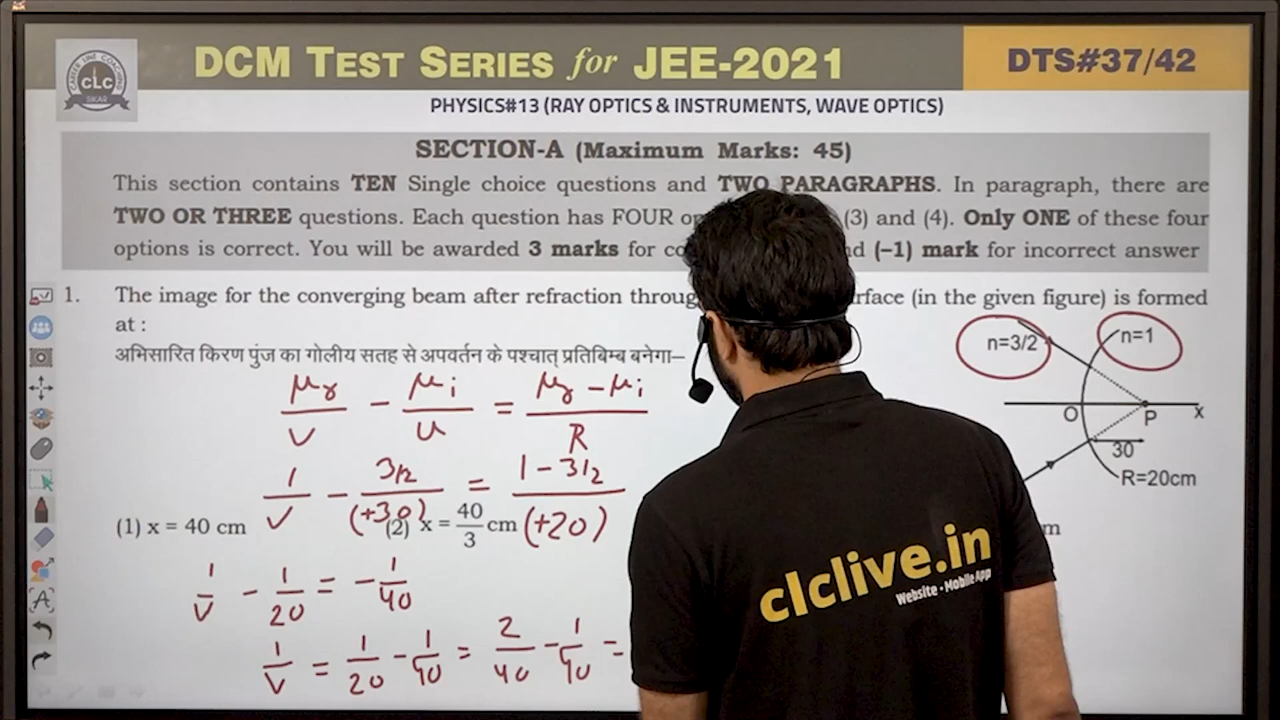 CAREER LINE COACHING
CLC
SIKAR
DCM TEST SERIES for JEE-2021
DTS#37/42
PHYSICS#13 (RAY OPTICS & INSTRUMENTS, WAVE OPTICS)
SECTION-A (Maximum Marks: 45)
This section contains TEN Single choice questions and TWO PARAGRAPHS. In paragraph, there are
TWO OR THREE questions. Each question has FOUR (3) and (4). Only ONE of these four
options is correct. You will be awarded 3 marks for (−1) mark for incorrect answer
1. The image for the converging beam after refraction (in the given figure) is formed
at :
अभिसारित किरण पुंज का गोलीय सतह से अपवर्तन के पश्चात् प्रतिबिम्ब बनेगा–
n=3/2
n=1
O
P
x
30
R=20cm
μr/v − μi/u = μr − μi/R
1/v − 3/2/(+30) = 1 − 3/2/(+20)
(1) x = 40 cm
(2) x = 40/3 cm
1/v − 1/20 = − 1/40
1/v = 1/20 − 1/40 = 2/40 − 1/40 =
clclive.in
Website • Mobile App